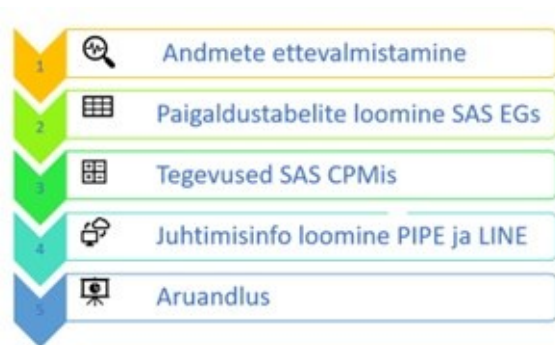 1 Andmete ettevalmistamine
2 Paigaldustabelite loomine SAS EGs
3 Tegevused SAS CPMis
4 Juhtimisinfo loomine PIPE ja LINE
5 Aruandlus